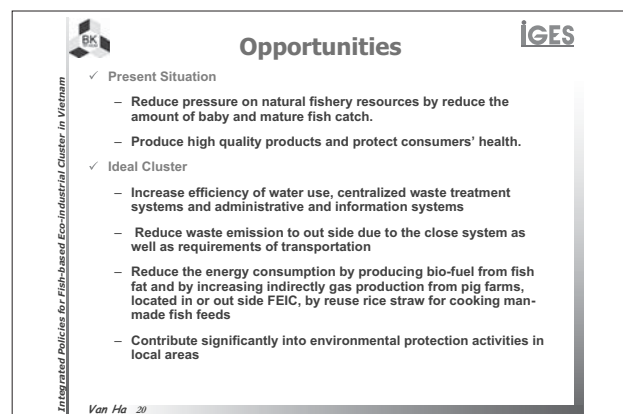 BK
Opportunities
IGES
Integrated Policies for Fish-based Eco-industrial Cluster in Vietnam
✓ Present Situation
– Reduce pressure on natural fishery resources by reduce the
amount of baby and mature fish catch.
– Produce high quality products and protect consumers' health.
✓ Ideal Cluster
– Increase efficiency of water use, centralized waste treatment
systems and administrative and information systems
– Reduce waste emission to out side due to the close system as
well as requirements of transportation
– Reduce the energy consumption by producing bio-fuel from fish
fat and by increasing indirectly gas production from pig farms,
located in or out side FEIC, by reuse rice straw for cooking man-
made fish feeds
– Contribute significantly into environmental protection activities in
local areas
Van Ha 20